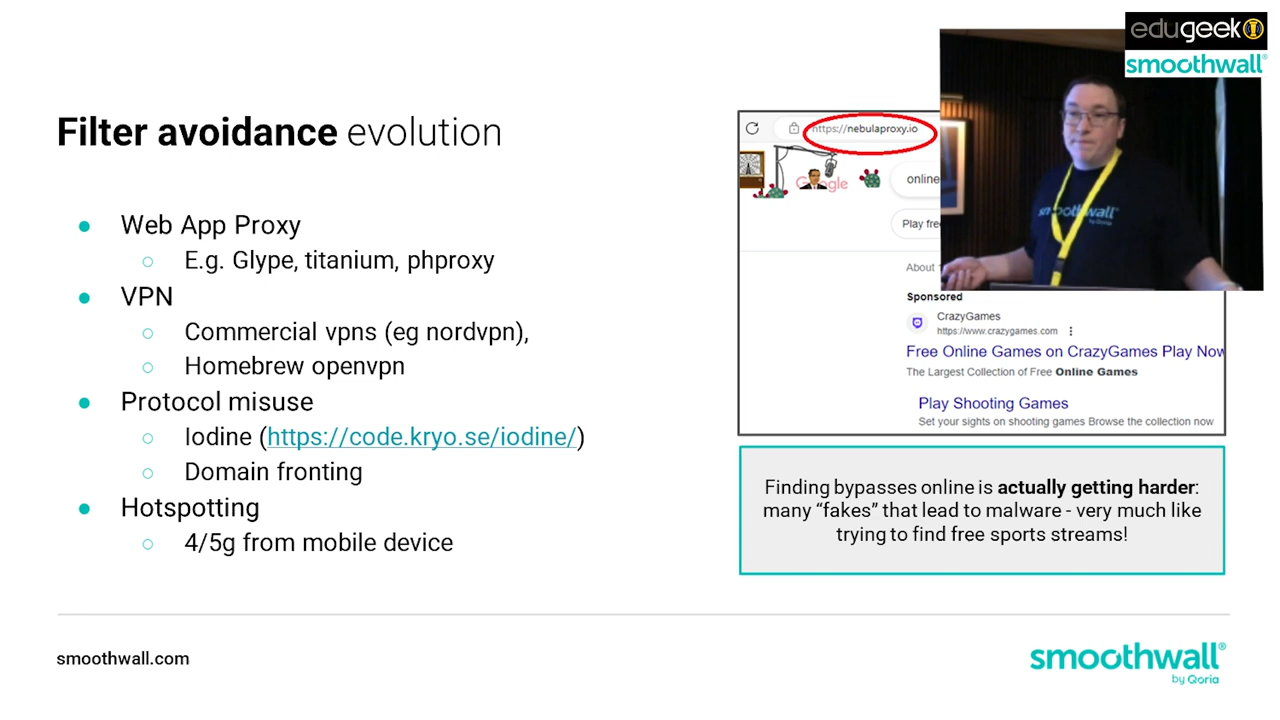 edugeek
smoothwall®
Filter avoidance evolution
● Web App Proxy
○ E.g. Glype, titanium, phproxy
● VPN
○ Commercial vpns (eg nordvpn),
○ Homebrew openvpn
● Protocol misuse
○ Iodine (https://code.kryo.se/iodine/)
○ Domain fronting
● Hotspotting
○ 4/5g from mobile device
https://nebulaproxy.io
online
Play fre
About
Sponsored
CrazyGames
https://www.crazygames.com
Free Online Games on CrazyGames Play Now
The Largest Collection of Free Online Games
Play Shooting Games
Set your sights on shooting games Browse the collection now
smoothwall
by Qoria
Finding bypasses online is actually getting harder:
many “fakes” that lead to malware - very much like
trying to find free sports streams!
smoothwall.com
smoothwall®
by Qoria